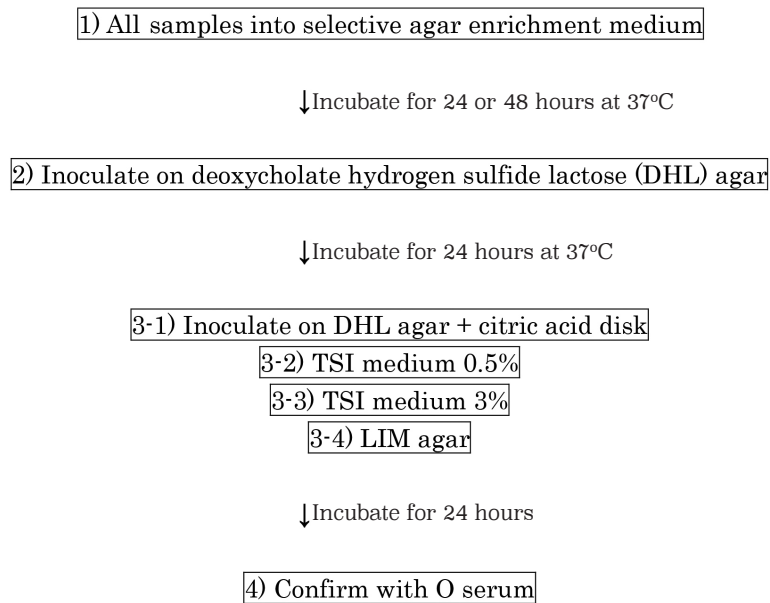 1) All samples into selective agar enrichment medium
↓Incubate for 24 or 48 hours at 37ºC
2) Inoculate on deoxycholate hydrogen sulfide lactose (DHL) agar
↓Incubate for 24 hours at 37ºC
3-1) Inoculate on DHL agar + citric acid disk
3-2) TSI medium 0.5%
3-3) TSI medium 3%
3-4) LIM agar
↓Incubate for 24 hours
4) Confirm with O serum